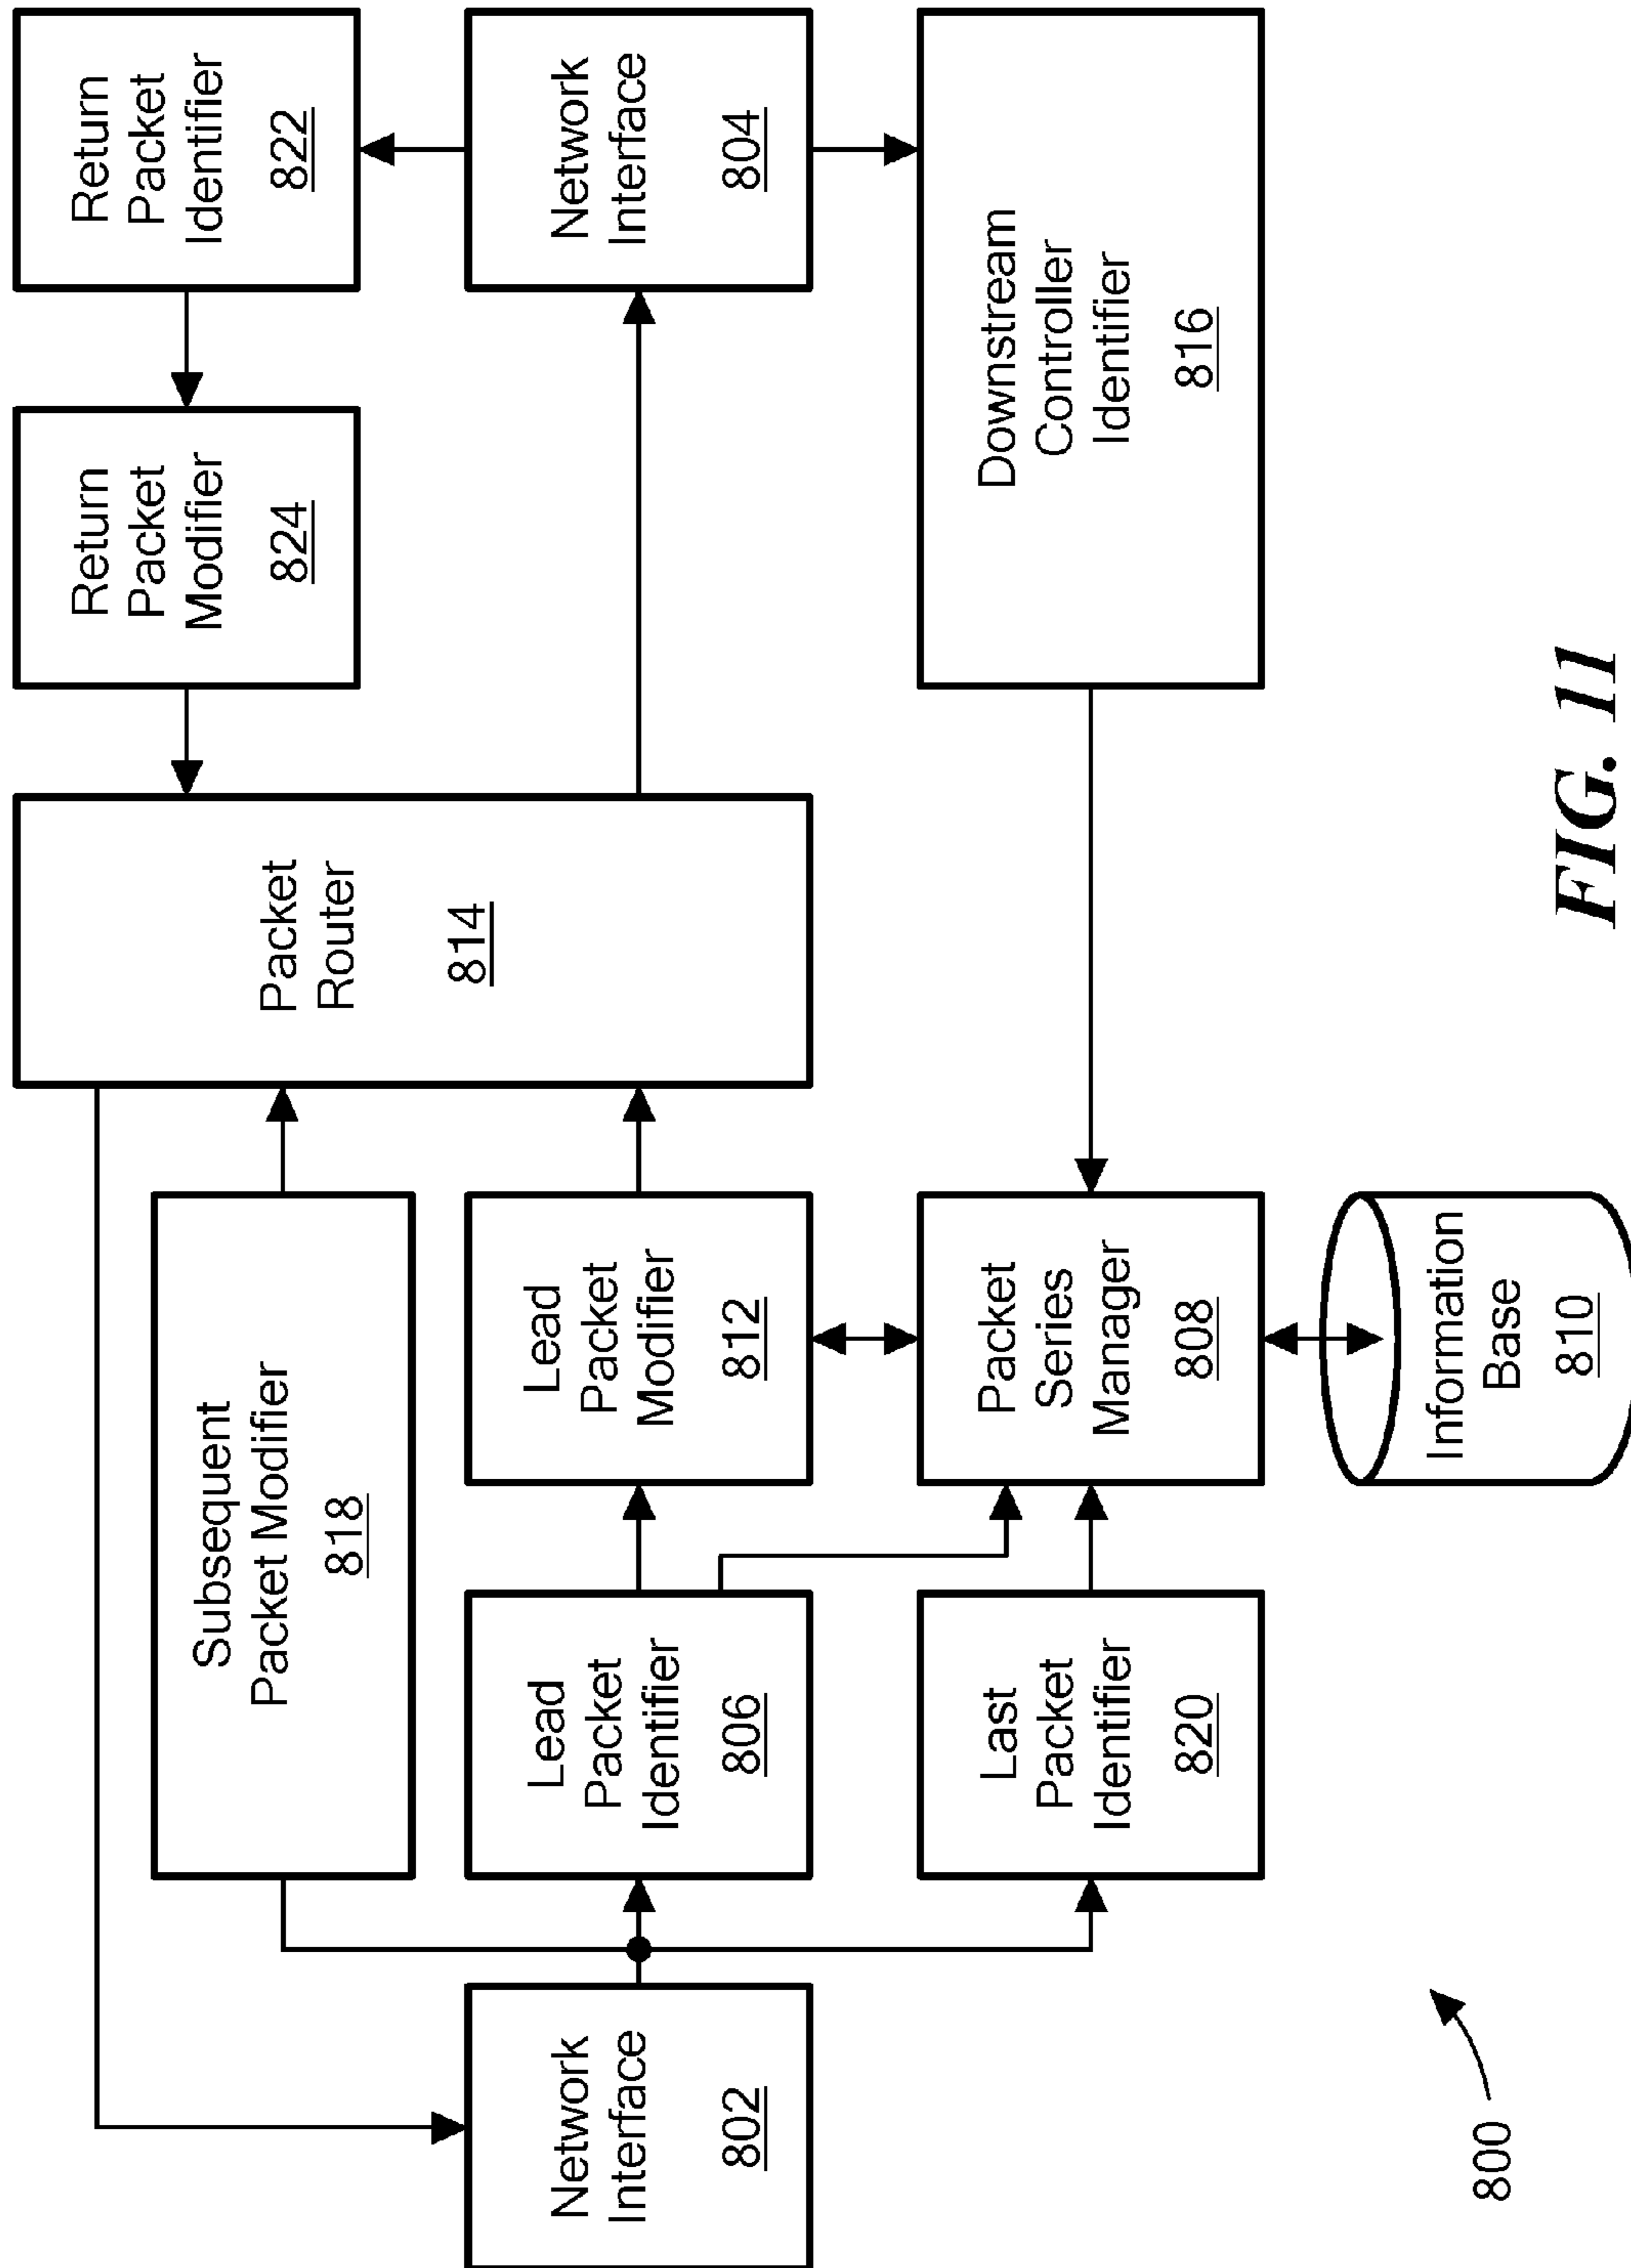 Subsequent
Packet Modifier
818
Packet
Router
814
Return
Packet
Modifier
824
Return
Packet
Identifier
822
Network
Interface
802
Lead
Packet
Identifier
806
Lead
Packet
Modifier
812
Network
Interface
804
Last
Packet
Identifier
820
Packet
Series
Manager
808
Downstream
Controller
Identifier
816
Information
Base
810
800
FIG. 11